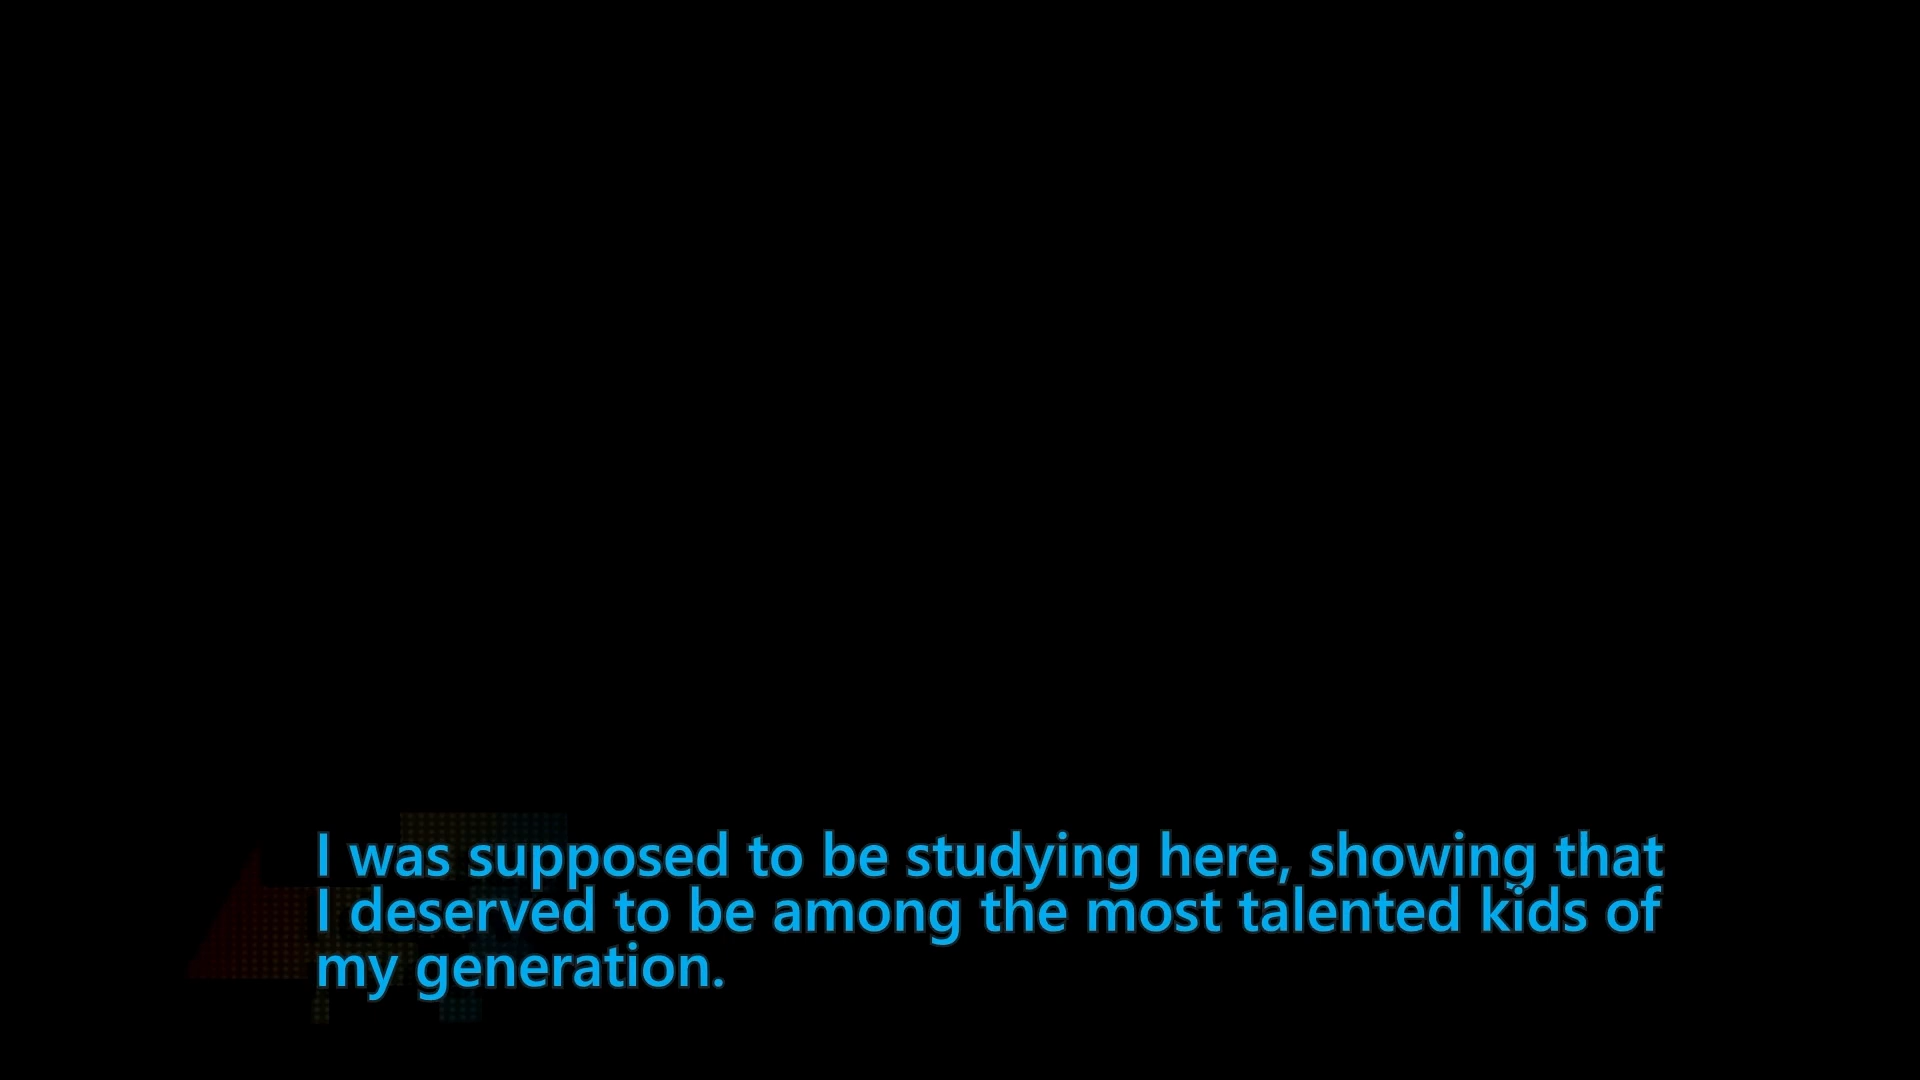 I was supposed to be studying here, showing that
I deserved to be among the most talented kids of
my generation.